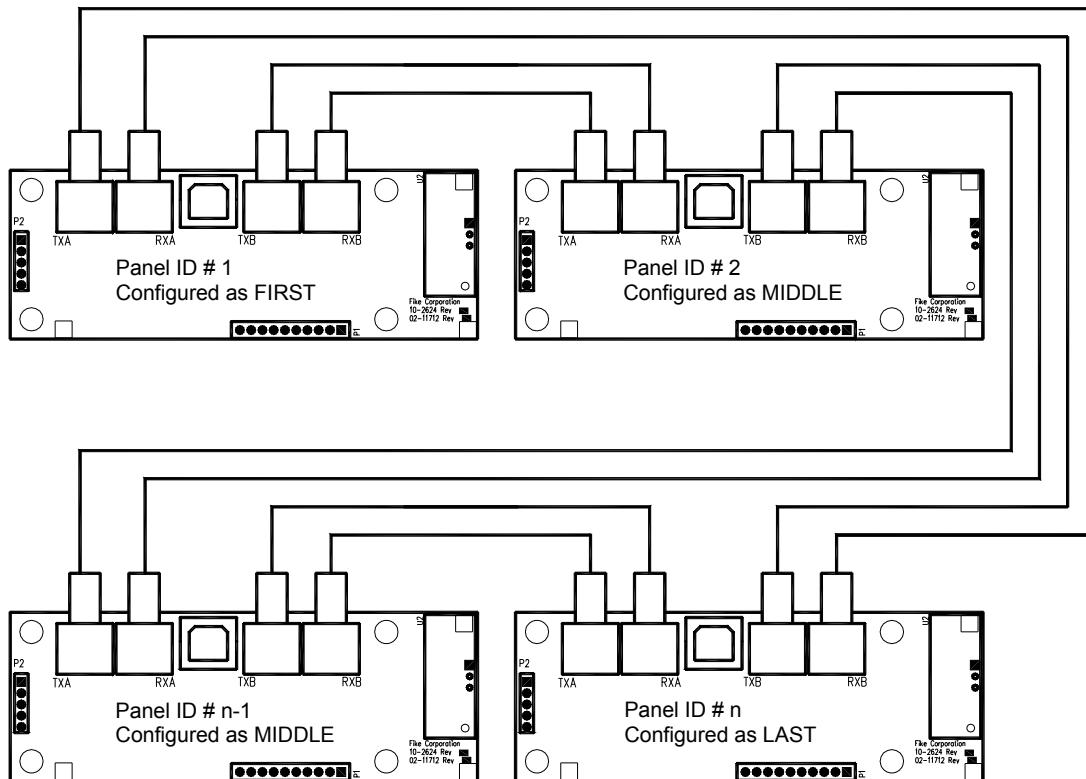 U2
P2
TXA RXA TXB RXB
Panel ID # 1
Configured as FIRST
Fike Corporation
10-2624 Rev
02-11712 Rev
P1
U2
P2
TXA RXA TXB RXB
Panel ID # 2
Configured as MIDDLE
Fike Corporation
10-2624 Rev
02-11712 Rev
P1
U2
P2
TXA RXA TXB RXB
Panel ID # n-1
Configured as MIDDLE
Fike Corporation
10-2624 Rev
02-11712 Rev
P1
U2
P2
TXA RXA TXB RXB
Panel ID # n
Configured as LAST
Fike Corporation
10-2624 Rev
02-11712 Rev
P1